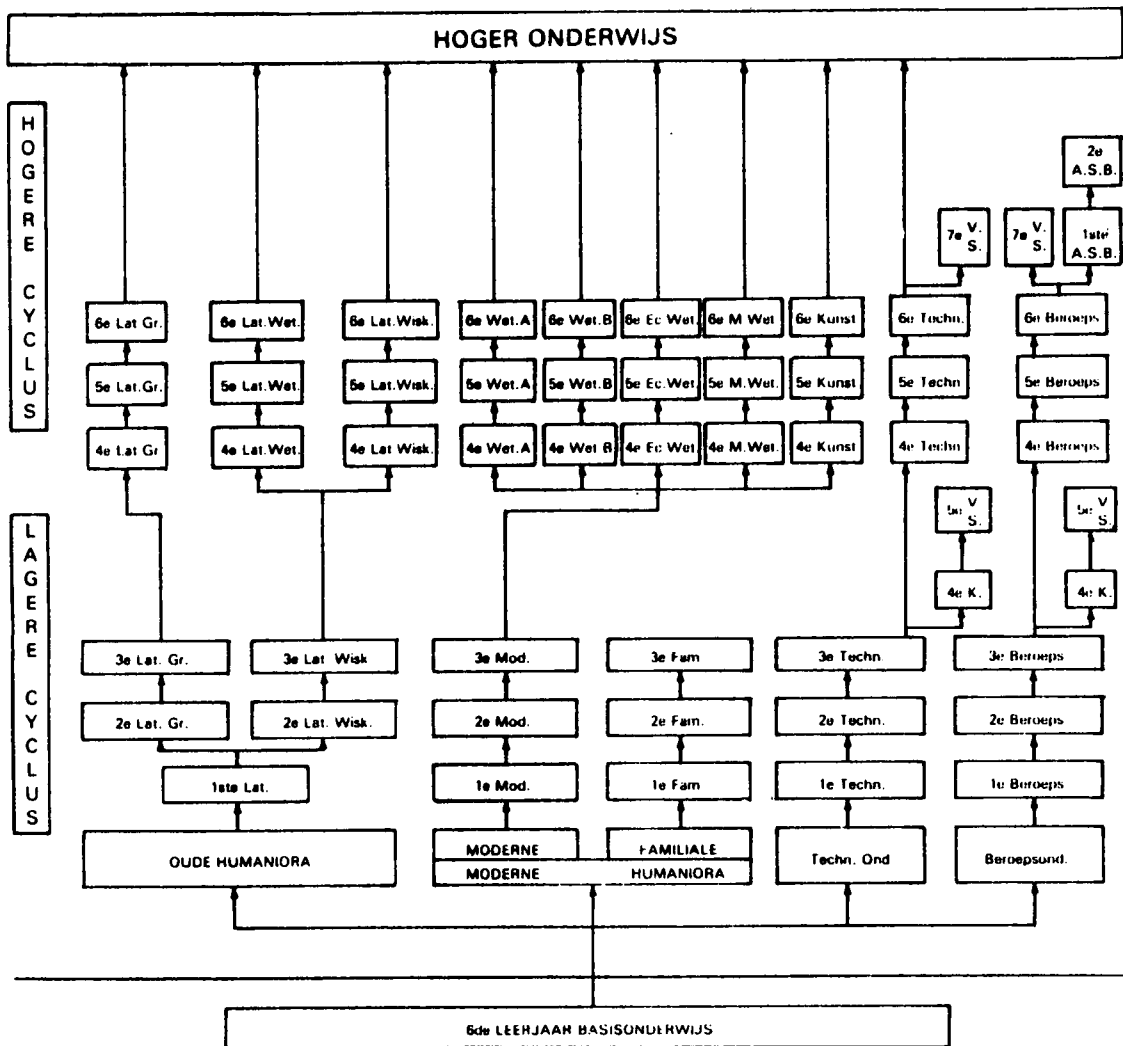 HOGER ONDERWIJS
HOGERE CYCLUS
2e
A.S.B.
7e V.
S.
7e V.
S.
1ste
A.S.B.
6e Lat Gr.
6e Lat.Wet.
6e Lat.Wisk.
6e Wet.A
6e Wet.B
6e Ec Wet.
6e M Wet
6e Kunst
6e Techn.
6e Beroeps
5e Lat.Gr.
5e Lat.Wet.
5e Lat.Wisk.
5e Wet.A
5e Wet.B
5e Ec.Wet.
5e M.Wet.
5e Kunst
5e Techn
5e Beroeps
4e Lat Gr
4e Lat.Wet.
4e Lat Wisk.
4e Wet.A
4e Wet B
4e Ec Wet.
4e M.Wet.
4e Kunst
4e Techn
4e Beroeps
LAGERE CYCLUS
5e V
S.
5e V
S.
4e K.
4e K.
3e Lat. Gr.
3e Lat Wisk
3e Mod.
3e Fam
3e Techn.
3e Beroeps
2e Lat. Gr.
2e Lat. Wisk.
2e Mod.
2e Fam.
2e Techn.
2e Beroeps
1ste Lat.
1e Mod.
1e Fam
1e Techn.
1e Beroeps
OUDE HUMANIORA
MODERNE
FAMILIALE
MODERNE HUMANIORA
Techn. Ond
Beroepsond.
6de LEERJAAR BASISONDERWIJS